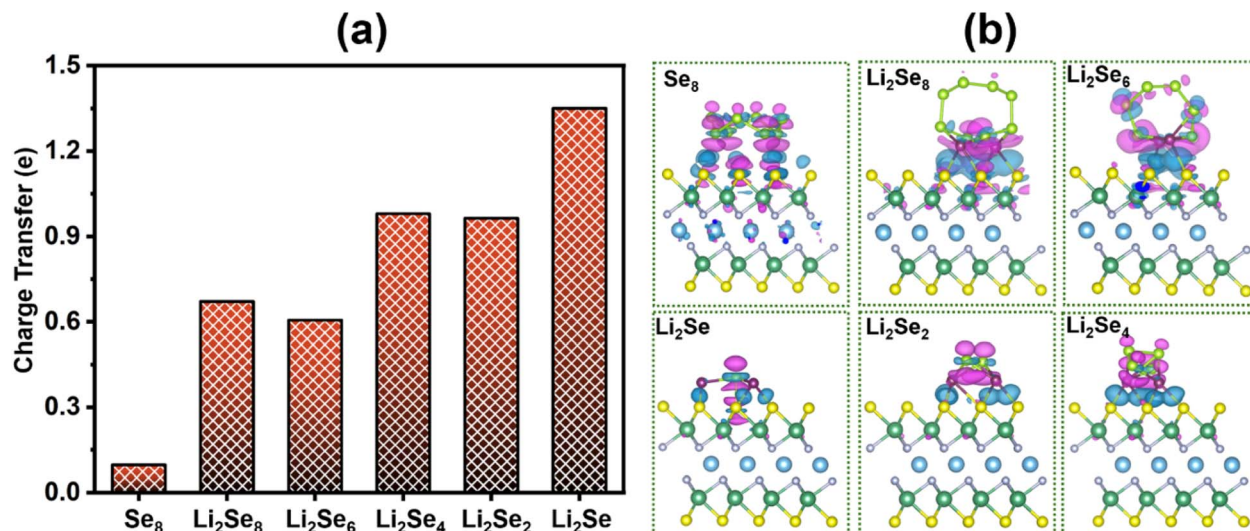 (a)
Charge Transfer (e)
1.5
1.2
0.9
0.6
0.3
0.0
Se₈
Li₂Se₈
Li₂Se₆
Li₂Se₄
Li₂Se₂
Li₂Se
(b)
Se₈
Li₂Se₈
Li₂Se₆
Li₂Se
Li₂Se₂
Li₂Se₄